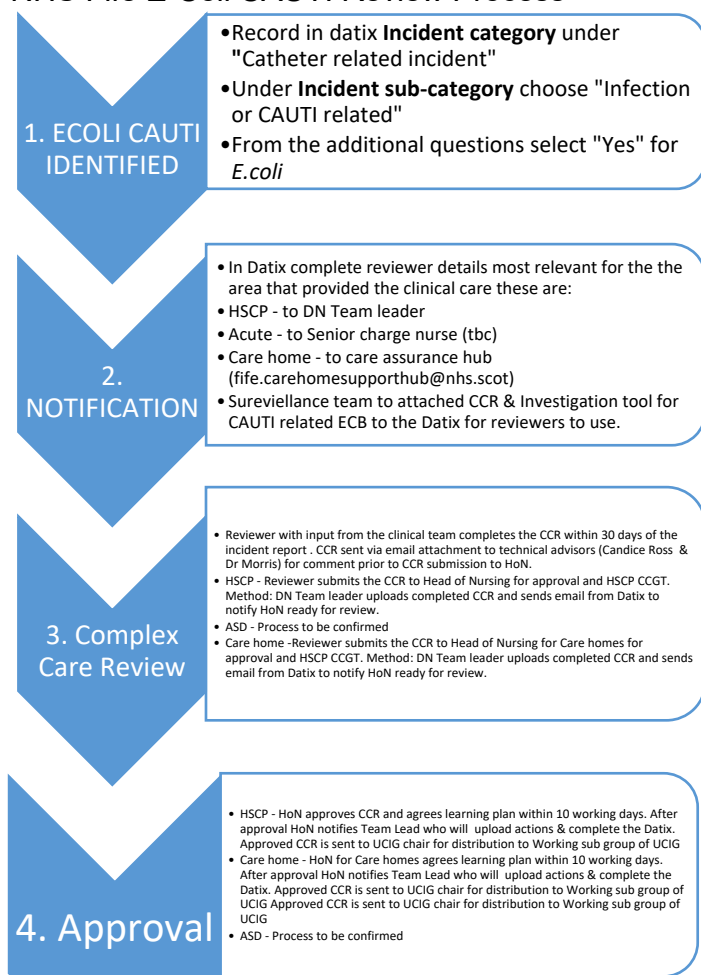 NHS Fife E Coli CAUTI Review Process
•Record in datix Incident category under
"Catheter related incident"
•Under Incident sub-category choose "Infection
or CAUTI related"
•From the additional questions select "Yes" for
E.coli
1. ECOLI CAUTI
IDENTIFIED
• In Datix complete reviewer details most relevant for the the
area that provided the clinical care these are:
• HSCP - to DN Team leader
• Acute - to Senior charge nurse (tbc)
• Care home - to care assurance hub
(fife.carehomesupporthub@nhs.scot)
• Sureviellance team to attached CCR & Investigation tool for
CAUTI related ECB to the Datix for reviewers to use.
2.
NOTIFICATION
• Reviewer with input from the clinical team completes the CCR within 30 days of the
incident report . CCR sent via email attachment to technical advisors (Candice Ross &
Dr Morris) for comment prior to CCR submission to HoN.
• HSCP - Reviewer submits the CCR to Head of Nursing for approval and HSCP CCGT.
Method: DN Team leader uploads completed CCR and sends email from Datix to
notify HoN ready for review.
• ASD - Process to be confirmed
• Care home -Reviewer submits the CCR to Head of Nursing for Care homes for
approval and HSCP CCGT. Method: DN Team leader uploads completed CCR and sends
email from Datix to notify HoN ready for review.
3. Complex
Care Review
• HSCP - HoN approves CCR and agrees learning plan within 10 working days. After
approval HoN notifies Team Lead who will upload actions & complete the Datix.
Approved CCR is sent to UCIG chair for distribution to Working sub group of UCIG
• Care home - HoN for Care homes agrees learning plan within 10 working days.
After approval HoN notifies Team Lead who will upload actions & complete the
Datix. Approved CCR is sent to UCIG chair for distribution to Working sub group of
UCIG Approved CCR is sent to UCIG chair for distribution to Working sub group of
UCIG
• ASD - Process to be confirmed
4. Approval